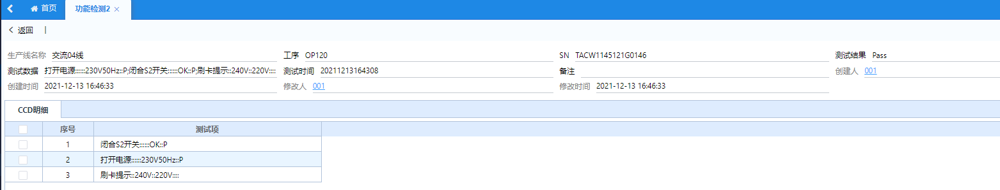 首页 功能检测2 ×
返回 |
生产线名称 交流04线 工序 OP120 SN TACW1145121G0146 测试结果 Pass
测试数据 打开电源::::::230V50Hz::P;闭合S2开关::::::OK::P;刷卡提示::240V::220V:::: 测试时间 20211213164308 备注 创建人 001
创建时间 2021-12-13 16:46:33 修改人 001 修改时间 2021-12-13 16:46:33
CCD明细
序号 测试项
1 闭合S2开关::::::OK::P
2 打开电源::::::230V50Hz::P
3 刷卡提示::240V::220V::::